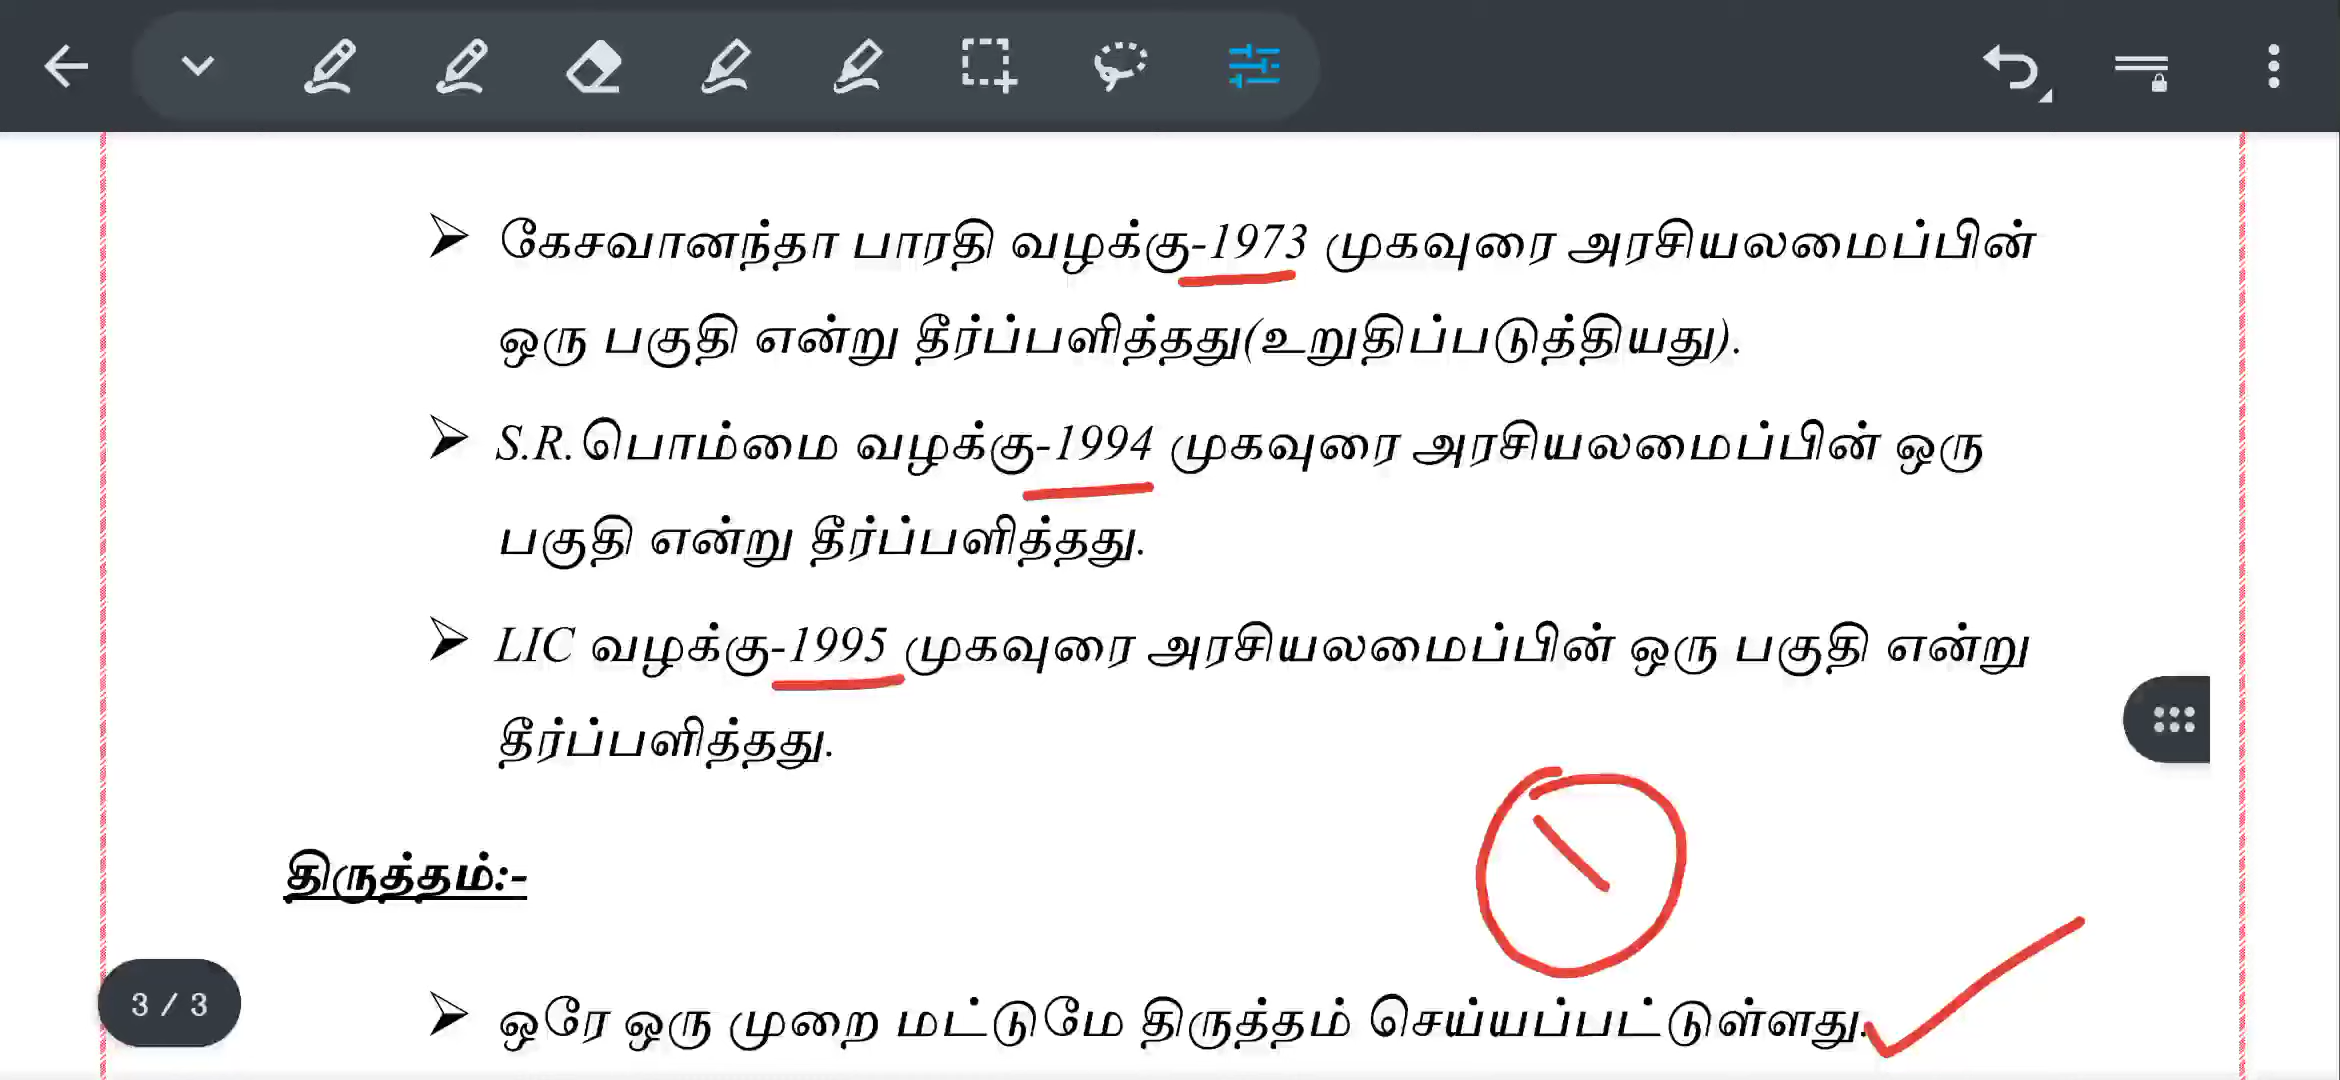 ➢ கேசவானந்தா பாரதி வழக்கு-1973 முகவுரை அரசியலமைப்பின்
ஒரு பகுதி என்று தீர்ப்பளித்தது(உறுதிப்படுத்தியது).
➢ S.R.பொம்மை வழக்கு-1994 முகவுரை அரசியலமைப்பின் ஒரு
பகுதி என்று தீர்ப்பளித்தது.
➢ LIC வழக்கு-1995 முகவுரை அரசியலமைப்பின் ஒரு பகுதி என்று
தீர்ப்பளித்தது.
திருத்தம்:-
3 / 3
➢ ஒரே ஒரு முறை மட்டுமே திருத்தம் செய்யப்பட்டுள்ளது.